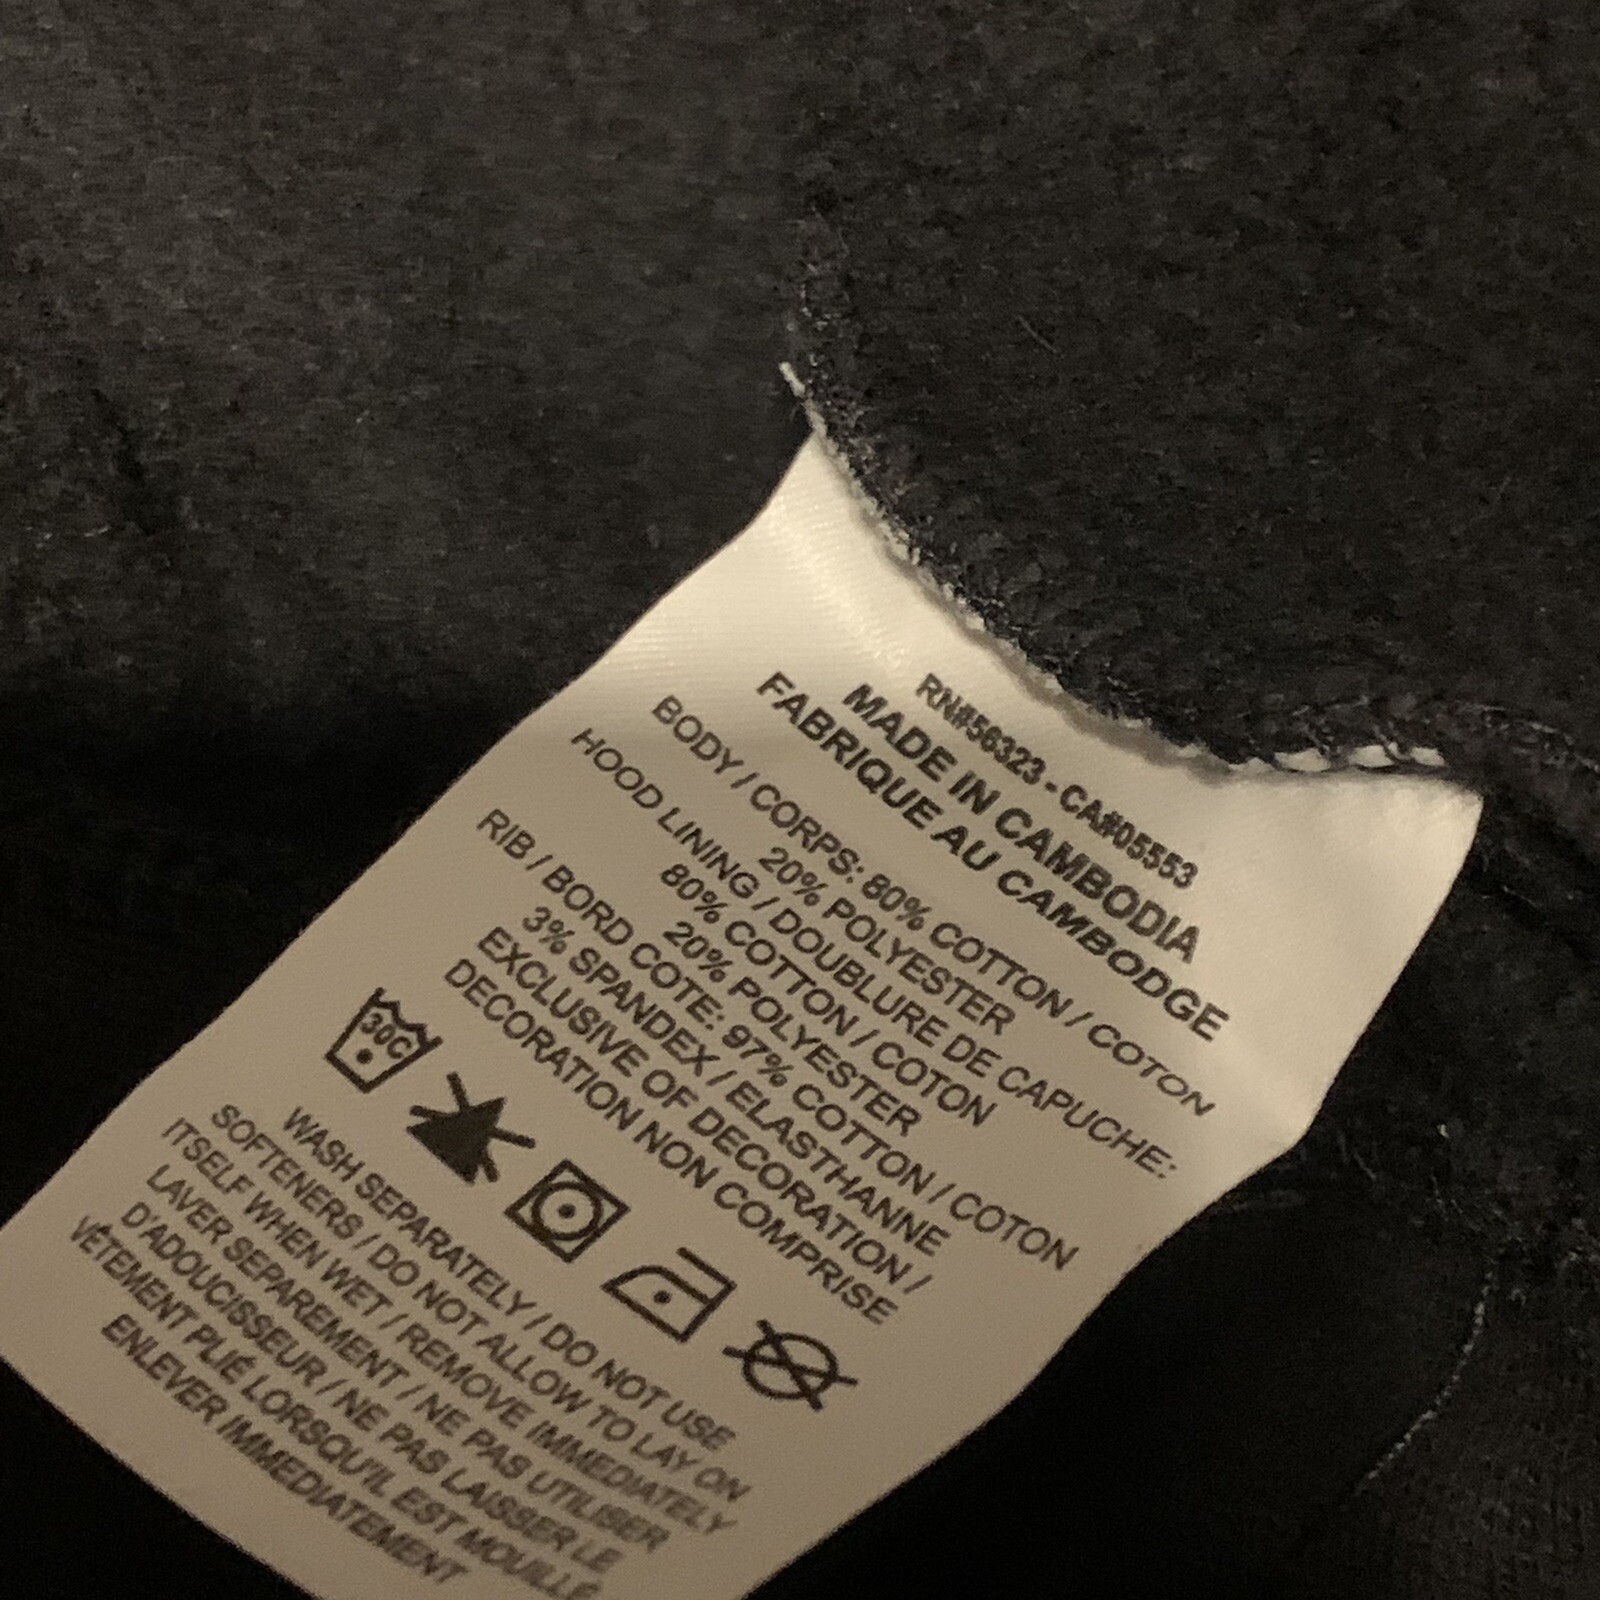 RN#56323 - CA#05553
MADE IN CAMBODIA
FABRIQUE AU CAMBODGE
BODY / CORPS: 80% COTTON / COTON
20% POLYESTER
HOOD LINING / DOUBLURE DE CAPUCHE:
80% COTTON / COTON
20% POLYESTER
RIB / BORD COTE: 97% COTTON / COTON
3% SPANDEX / ELASTHANNE
EXCLUSIVE OF DECORATION /
DECORATION NON COMPRISE
30C
WASH SEPARATELY / DO NOT USE
SOFTENERS / DO NOT ALLOW TO LAY ON
ITSELF WHEN WET / REMOVE IMMEDIATELY
LAVER SEPAREMENT / NE PAS UTILISER
D'ADOUCISSEUR / NE PAS LAISSER LE
VÊTEMENT PLIÉ LORSQU'IL EST MOUILLÉ
ENLEVER IMMEDIATEMENT